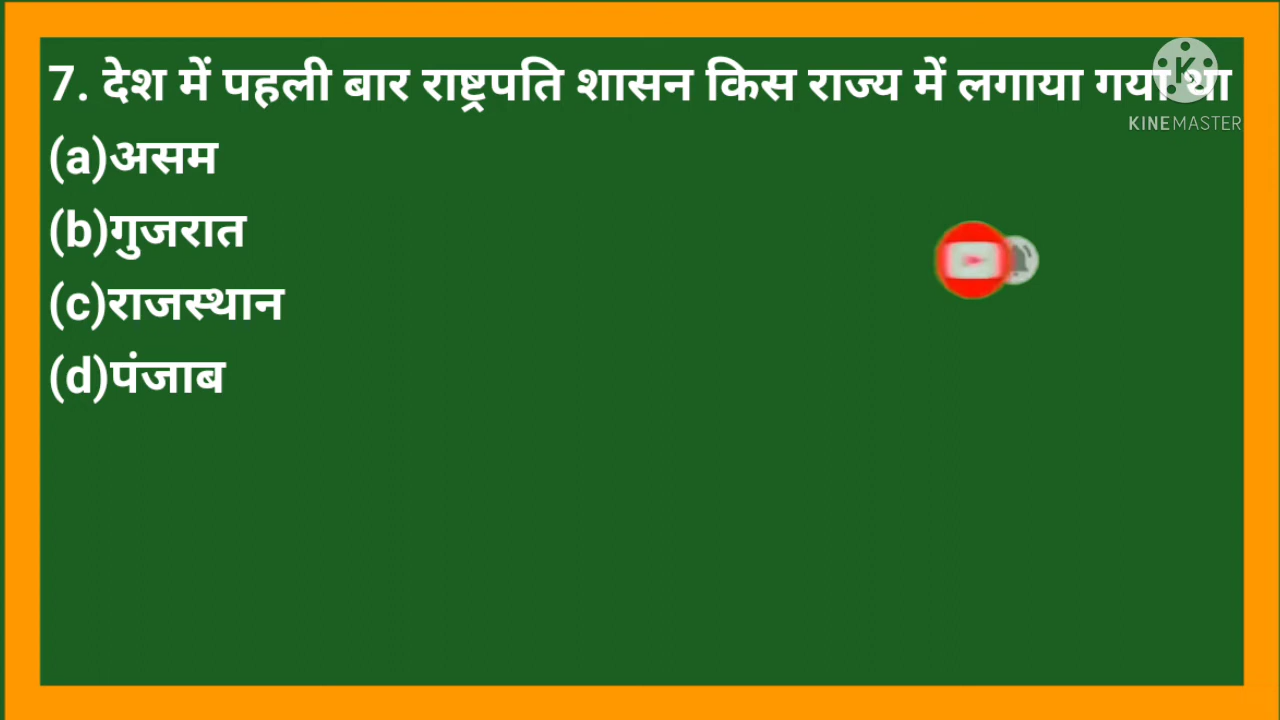 7. देश में पहली बार राष्ट्रपति शासन किस राज्य में लगाया गया था
KINEMASTER
(a)असम
(b)गुजरात
(c)राजस्थान
(d)पंजाब